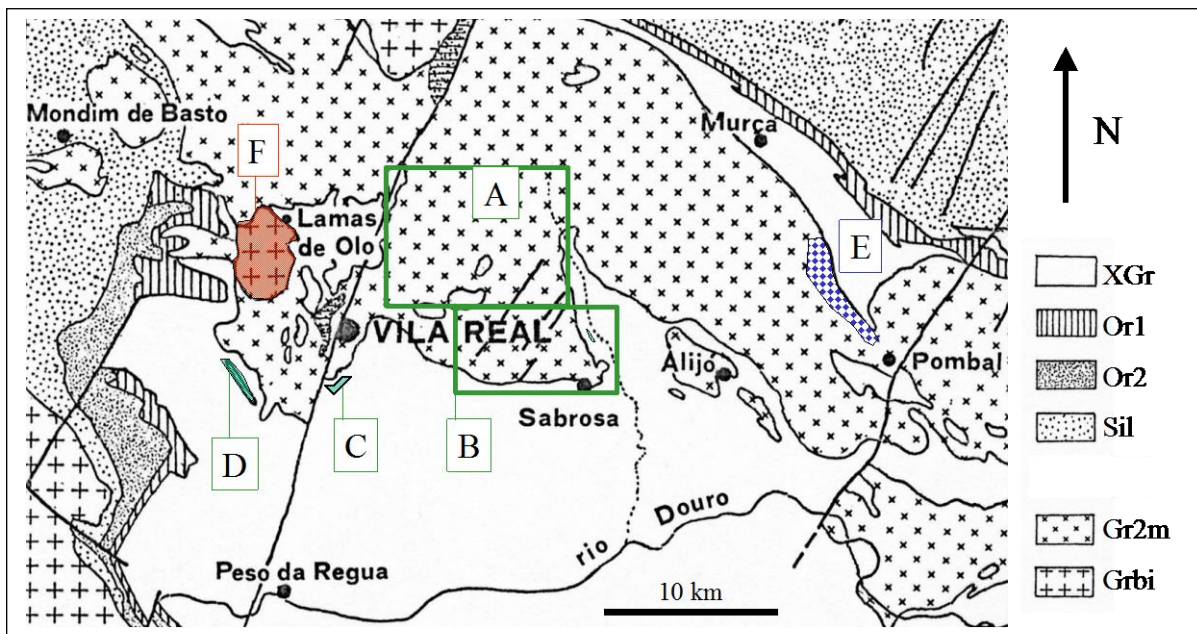 Mondim de Basto
F
Murça
N
A
Lamas
de Olo
E
VILA REAL
Alijó
Pombal
Sabrosa
D
C
B
Douro
rio
Peso da Regua
10 km
XGr
Or1
Or2
Sil
Gr2m
Grbi